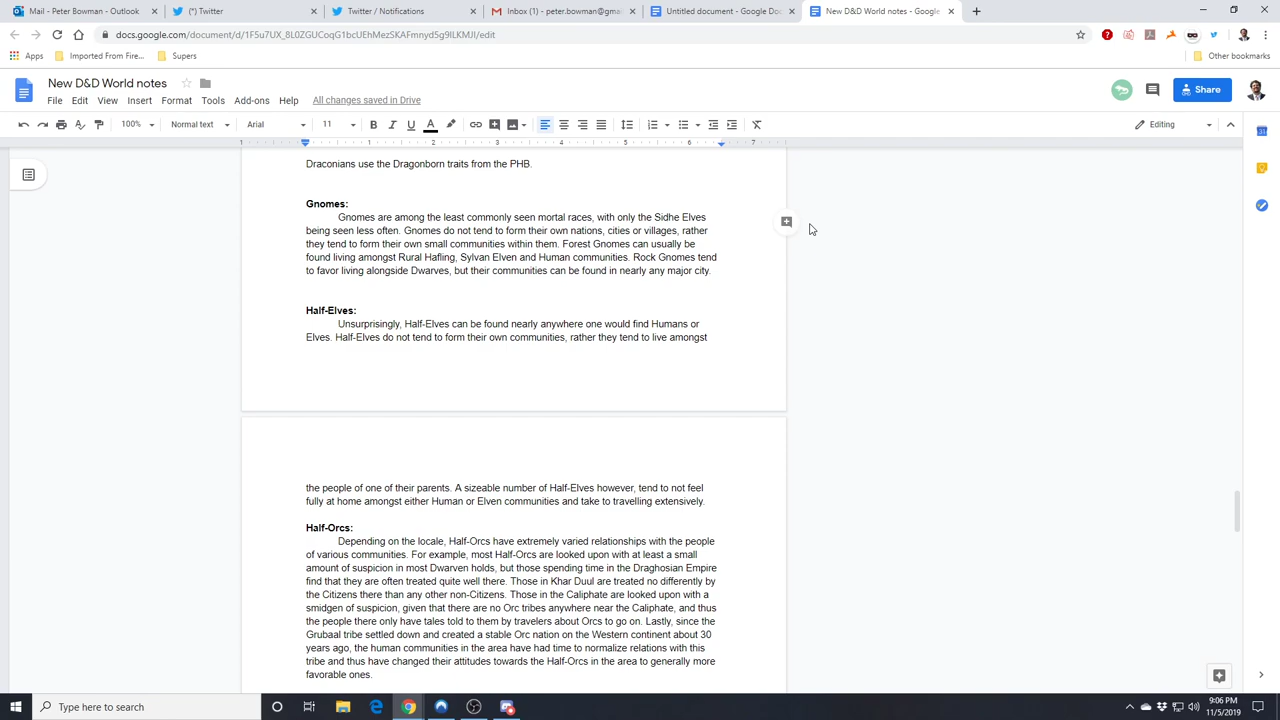 Mail - Peter Bowman - Outlook
(*) Twitter
Twitter / Notifications
Inbox (1) - peter.bowman@gma
Untitled document - Google Doc
New D&D World notes - Google
docs.google.com/document/d/
/edit
Apps
Imported From Fire...
Supers
Other bookmarks
New D&D World notes
File Edit View Insert Format Tools Add-ons Help All changes saved in Drive
Share
100% Normal text Arial 11 B I U A Editing
1 1 2 3 4 5 6 7
Draconians use the Dragonborn traits from the PHB.
Gnomes:
Gnomes are among the least commonly seen mortal races, with only the Sidhe Elves
being seen less often. Gnomes do not tend to form their own nations, cities or villages, rather
they tend to form their own small communities within them. Forest Gnomes can usually be
found living amongst Rural Hafling, Sylvan Elven and Human communities. Rock Gnomes tend
to favor living alongside Dwarves, but their communities can be found in nearly any major city.
Half-Elves:
Unsurprisingly, Half-Elves can be found nearly anywhere one would find Humans or
Elves. Half-Elves do not tend to form their own communities, rather they tend to live amongst
the people of one of their parents. A sizeable number of Half-Elves however, tend to not feel
fully at home amongst either Human or Elven communities and take to travelling extensively.
Half-Orcs:
Depending on the locale, Half-Orcs have extremely varied relationships with the people
of various communities. For example, most Half-Orcs are looked upon with at least a small
amount of suspicion in most Dwarven holds, but those spending time in the Draghosian Empire
find that they are often treated quite well there. Those in Khar Duul are treated no differently by
the Citizens there than any other non-Citizens. Those in the Caliphate are looked upon with a
smidgen of suspicion, given that there are no Orc tribes anywhere near the Caliphate, and thus
the people there only have tales told to them by travelers about Orcs to go on. Lastly, since the
Grubaal tribe settled down and created a stable Orc nation on the Western continent about 30
years ago, the human communities in the area have had time to normalize relations with this
tribe and thus have changed their attitudes towards the Half-Orcs in the area to generally more
favorable ones.
Type here to search
9:06 PM
11/5/2019